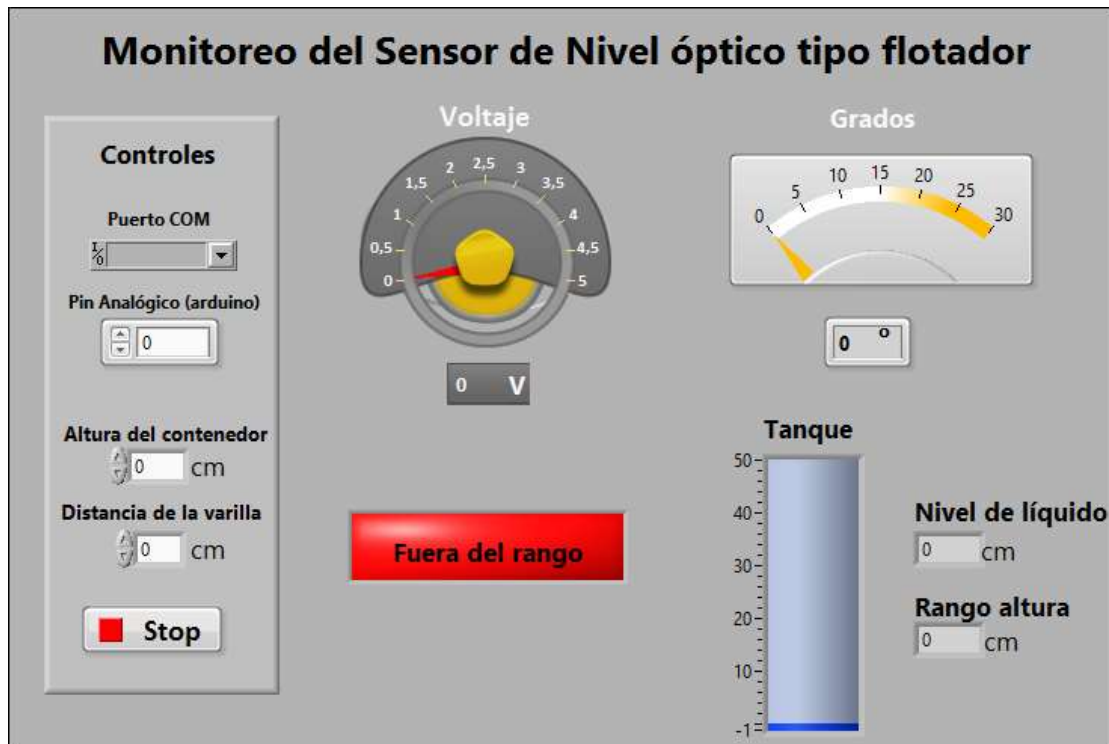 Monitoreo del Sensor de Nivel óptico tipo flotador
Controles
Puerto COM
I/0
Pin Analógico (arduino)
0
Altura del contenedor
0 cm
Distancia de la varilla
0 cm
Stop
Voltaje
0
0,5
1
1,5
2
2,5
3
3,5
4
4,5
5
0 V
Fuera del rango
Grados
0
5
10
15
20
25
30
0 º
Tanque
50
40
30
20
10
-1
Nivel de líquido
0 cm
Rango altura
0 cm